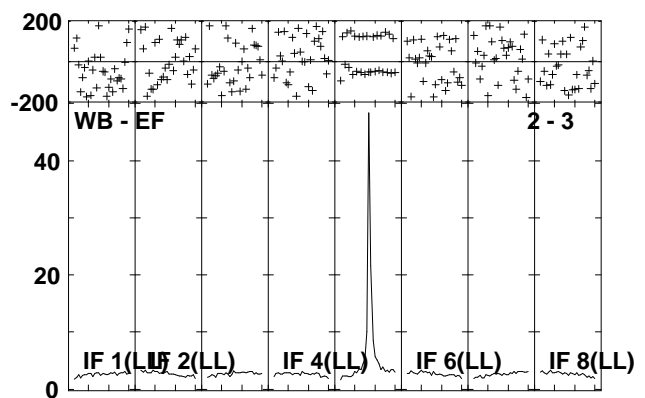 200
-200
WB - EF 2 - 3
40
20
IF 1(LL) IF 2(LL) IF 4(LL) IF 6(LL) IF 8(LL)
0